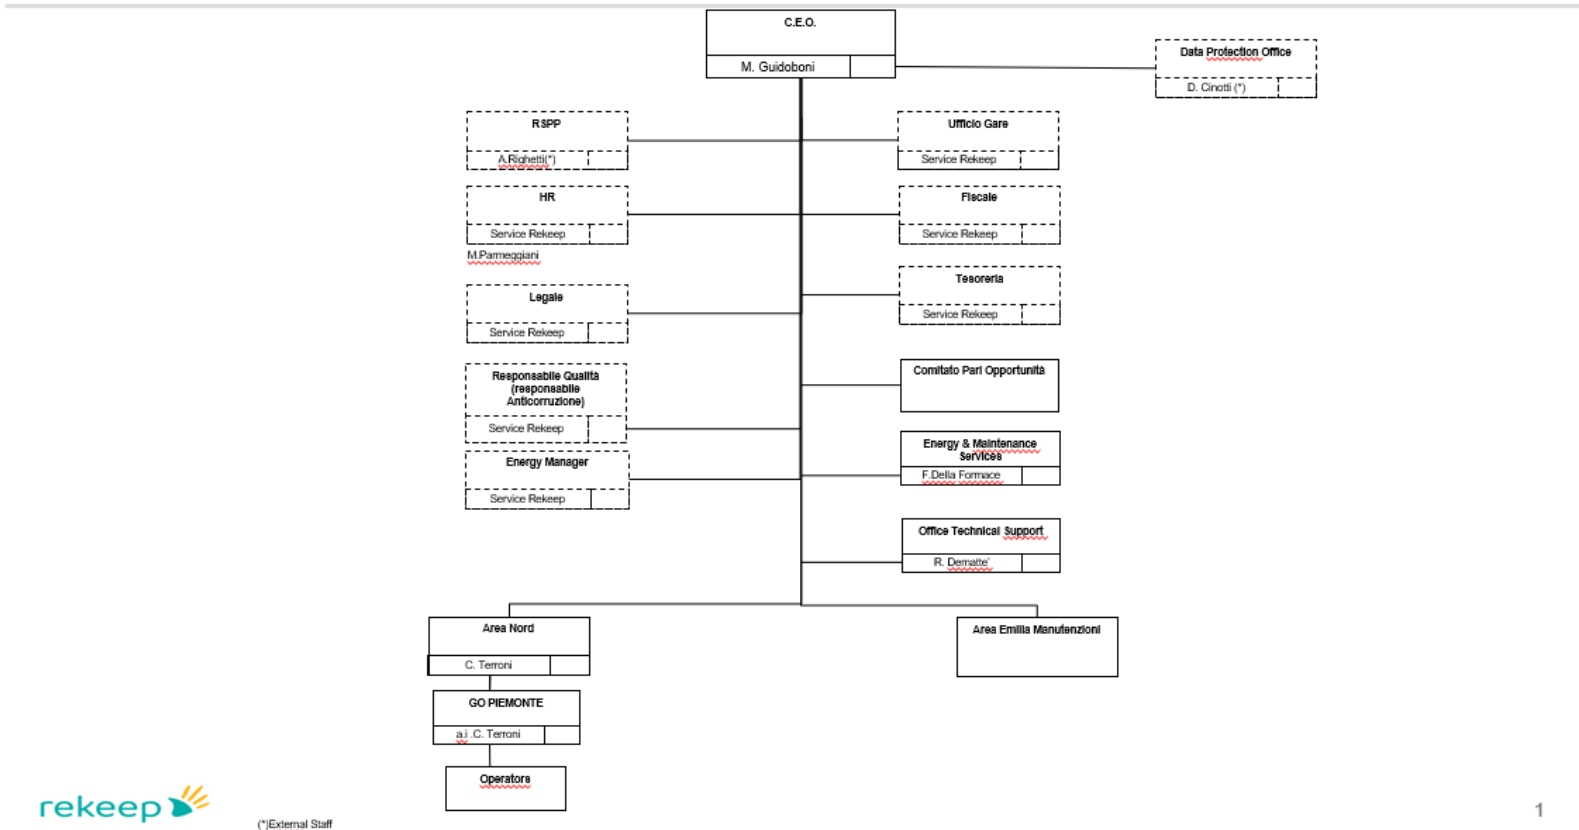 C.E.O.
M. Guidoboni
Data Protection Office
D. Cinotti (*)
RSPP
A.Righetti(*)
Ufficio Gare
Service Rekeep
HR
Service Rekeep
M.Parmeggiani
Fiscale
Service Rekeep
Tesoreria
Service Rekeep
Legale
Service Rekeep
Responsabile Qualità
(responsabile
Anticorruzione)
Service Rekeep
Comitato Pari Opportunità
Energy & Maintenance
Services
F.Della Fornace
Energy Manager
Service Rekeep
Office Technical Support
R. Dematte'
Area Nord
C. Terroni
Area Emilia Manutenzioni
GO PIEMONTE
a.i .C. Terroni
Operators
rekeep
(*)External Staff
1